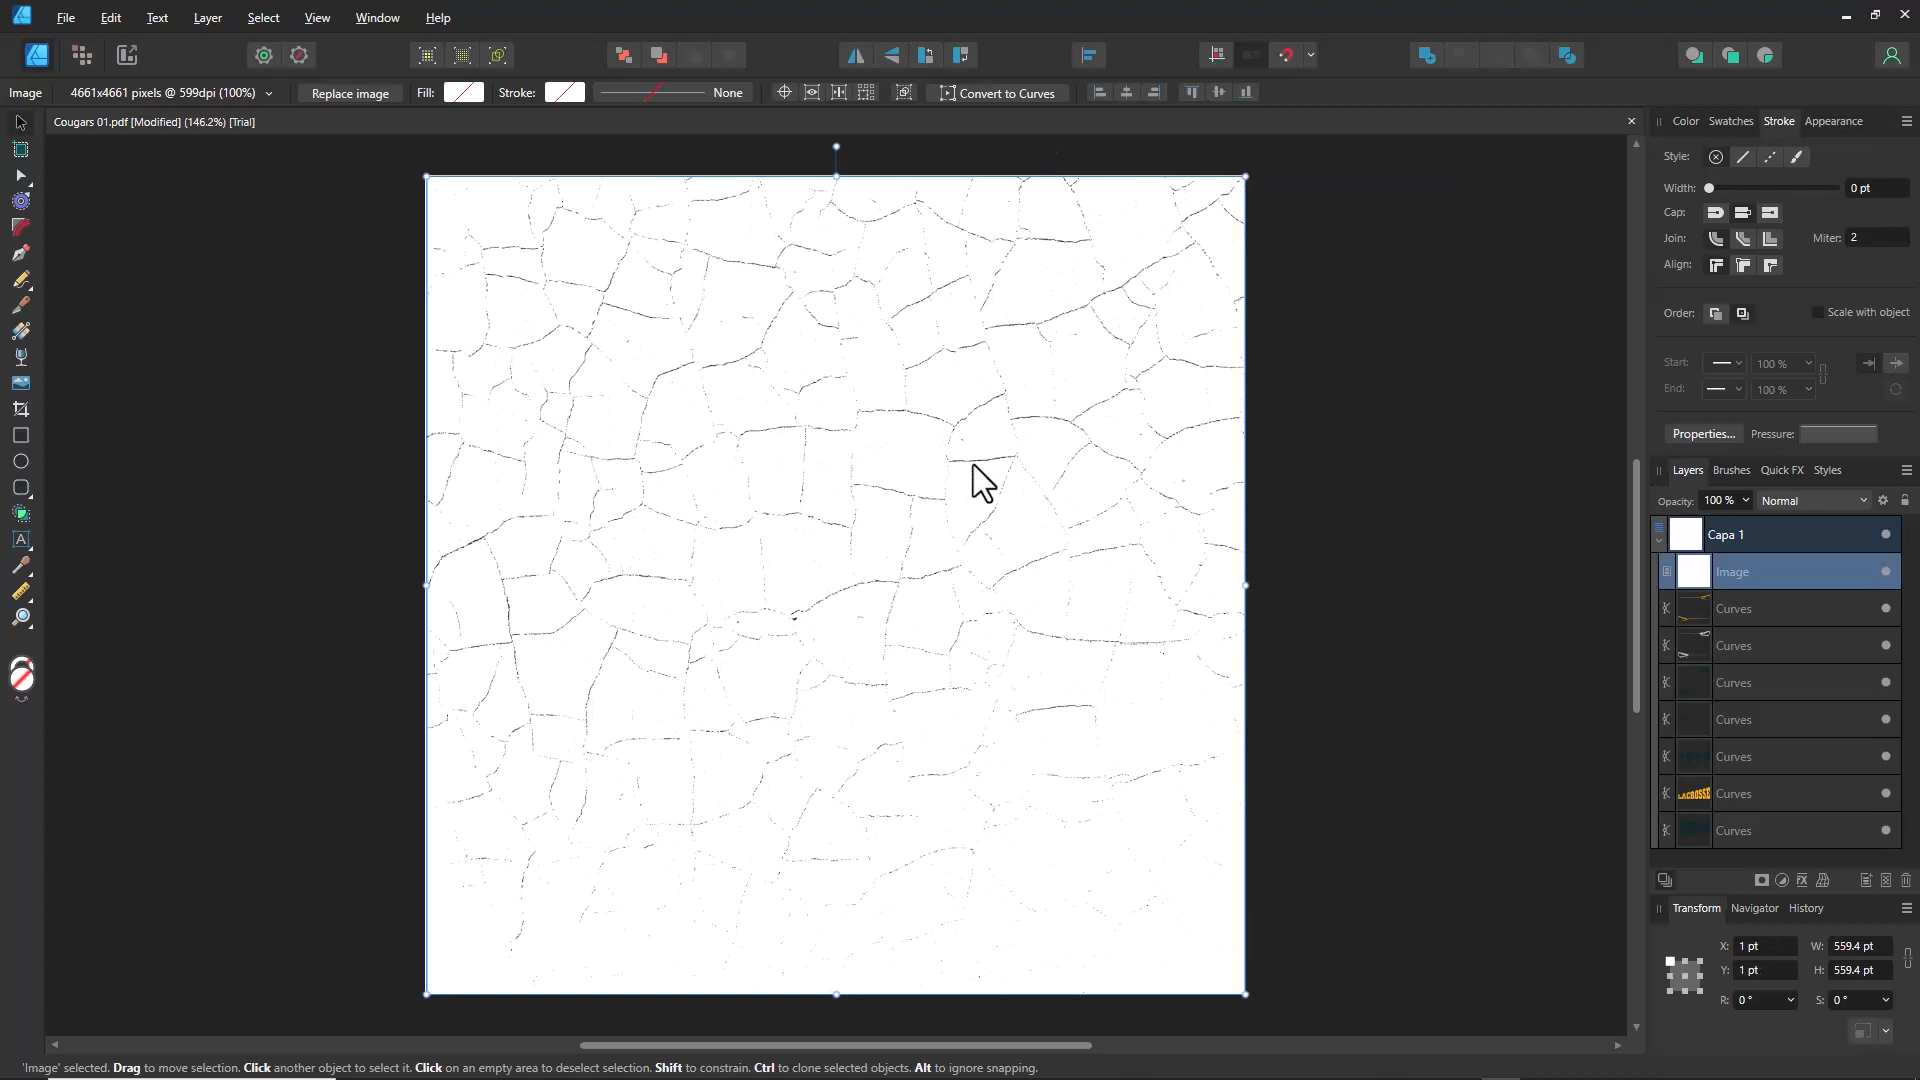 File Edit Text Layer Select View Window Help
Image 4661x4661 pixels @ 599dpi (100%) Replace image Fill: Stroke: None Convert to Curves
Cougars 01.pdf [Modified] (146.2%) [Trial]
Color Swatches Stroke Appearance
Style:
Width: 0 pt
Cap:
Join: Miter: 2
Align:
Order: Scale with object
Start: 100 %
End: 100 %
Properties... Pressure:
Layers Brushes Quick FX Styles
Opacity: 100 % Normal
Capa 1
Image
Curves
Curves
Curves
Curves
Curves
LACROSSE Curves
Curves
Transform Navigator History
X: 1 pt W: 559.4 pt
Y: 1 pt H: 559.4 pt
R: 0 ° S: 0 °
'Image' selected. Drag to move selection. Click another object to select it. Click on an empty area to deselect selection. Shift to constrain. Ctrl to clone selected objects. Alt to ignore snapping.